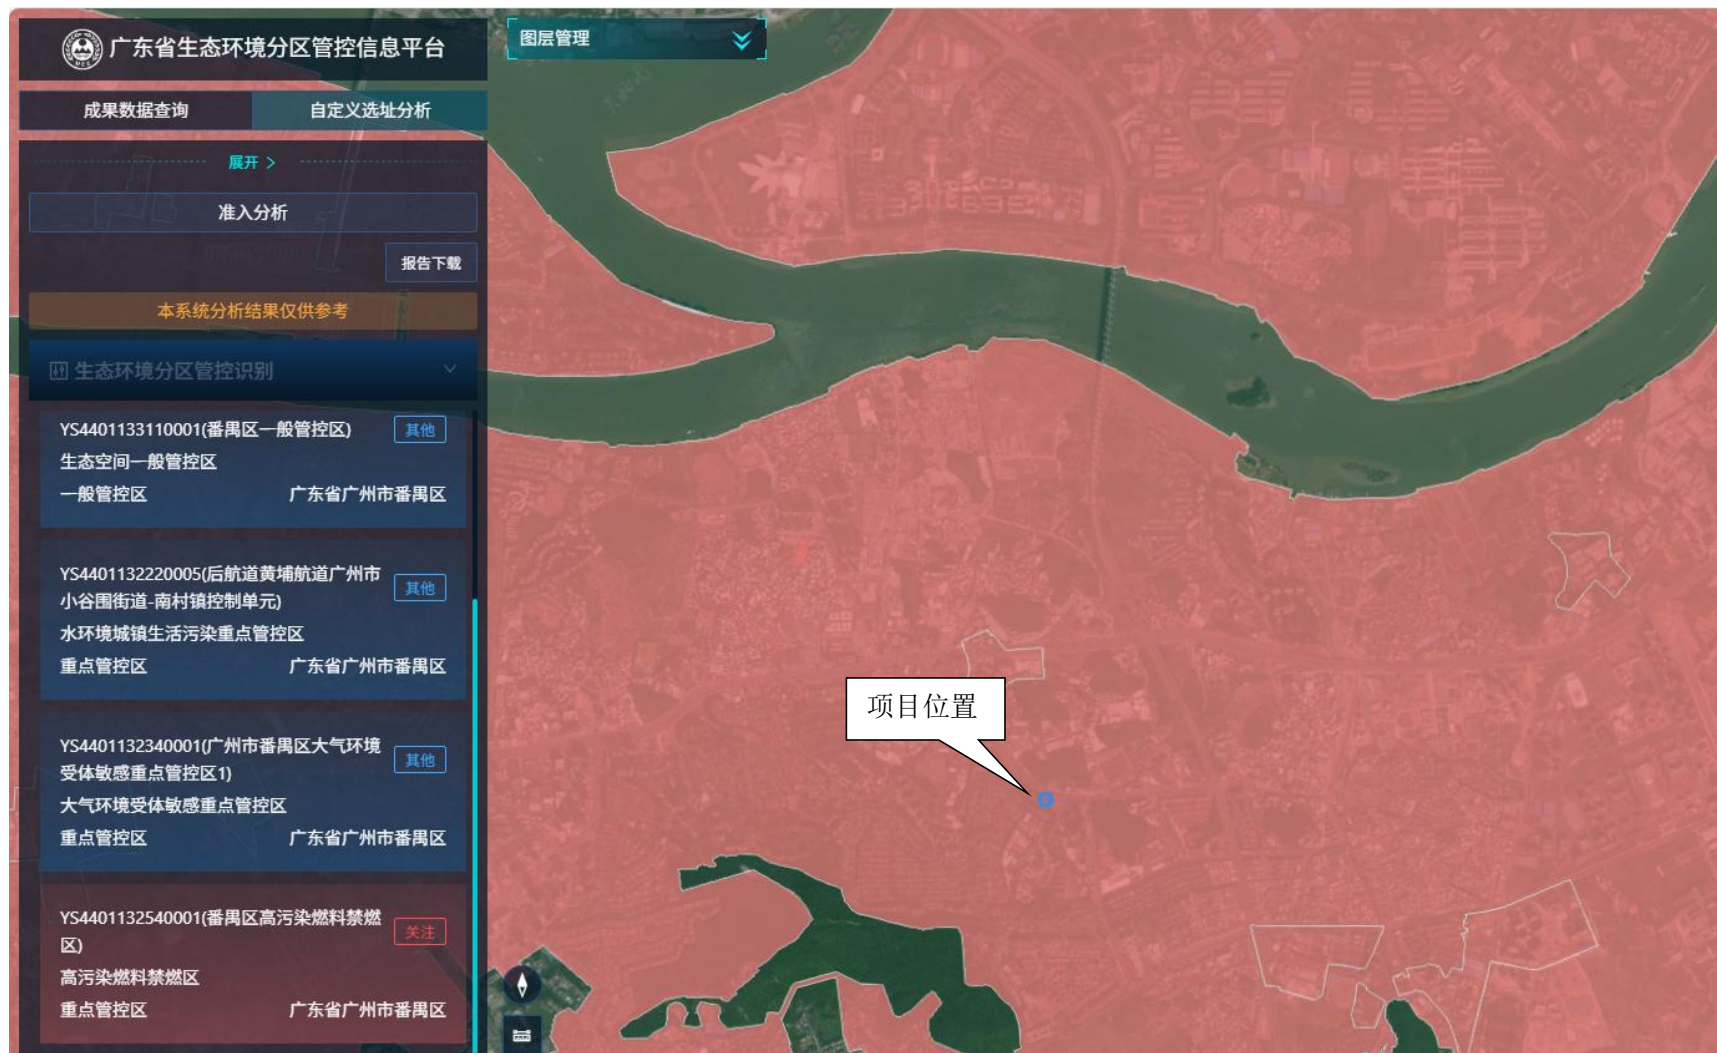 广东省生态环境分区管控信息平台
图层管理
成果数据查询
自定义选址分析
展开 >
准入分析
报告下载
本系统分析结果仅供参考
生态环境分区管控识别
YS4401133110001(番禺区一般管控区)
其他
生态空间一般管控区
一般管控区
广东省广州市番禺区
YS4401132220005(后航道黄埔航道广州市
小谷围街道-南村镇控制单元)
其他
水环境城镇生活污染重点管控区
重点管控区
广东省广州市番禺区
YS4401132340001(广州市番禺区大气环境
受体敏感重点管控区1)
其他
大气环境受体敏感重点管控区
重点管控区
广东省广州市番禺区
YS4401132540001(番禺区高污染燃料禁燃
区)
关注
高污染燃料禁燃区
重点管控区
广东省广州市番禺区
项目位置